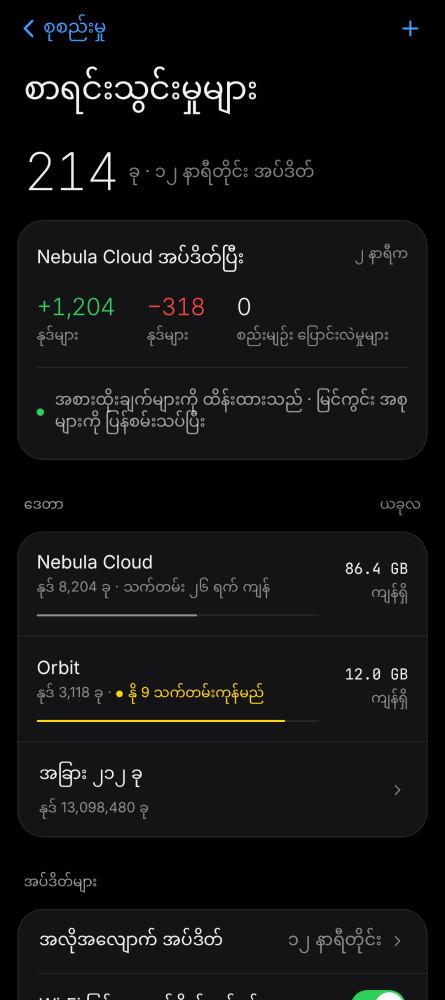 စုစည်းမှု
စာရင်းသွင်းမှုများ
214 ခု · ၁၂ နာရီတိုင်း အပ်ဒိတ်
Nebula Cloud အပ်ဒိတ်ပြီး
၂ နာရီက
+1,204
−318
0
နုဒ်များ
နုဒ်များ
စည်းမျဉ်း ပြောင်းလဲမှုများ
အစားထိုးချက်များကို ထိန်းထားသည် · မြင်ကွင်း အစု
များကို ပြန်စမ်းသပ်ပြီး
ဒေတာ
ယခုလ
Nebula Cloud
86.4 GB
နုဒ် 8,204 ခု · သက်တမ်း ၂၆ ရက် ကျန်
ကျန်ရှိ
Orbit
12.0 GB
နုဒ် 3,118 ခု · ● နို 9 သက်တမ်းကုန်မည်
ကျန်ရှိ
အခြား ၂၁၂ ခု
နုဒ် 13,098,480 ခု
အပ်ဒိတ်များ
အလိုအလျောက် အပ်ဒိတ်
၁၂ နာရီတိုင်း